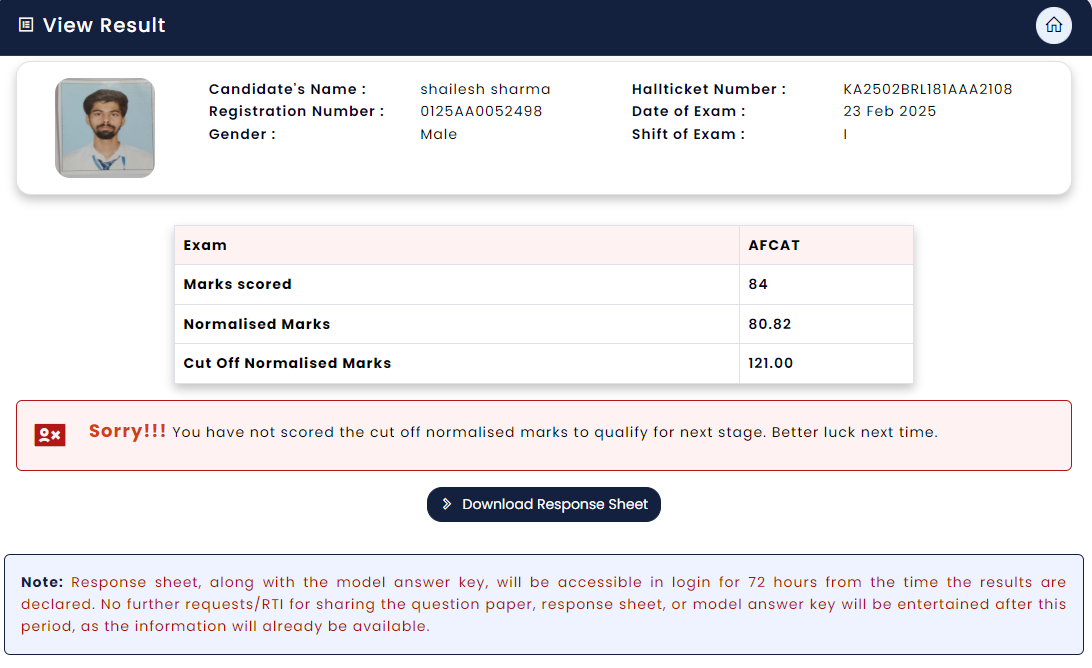 View Result
Candidate's Name : shailesh sharma Hallticket Number : KA2502BRL181AAA2108
Registration Number : 0125AA0052498 Date of Exam : 23 Feb 2025
Gender : Male Shift of Exam : I
Exam AFCAT
Marks scored 84
Normalised Marks 80.82
Cut Off Normalised Marks 121.00
Sorry!!! You have not scored the cut off normalised marks to qualify for next stage. Better luck next time.
Download Response Sheet
Note: Response sheet, along with the model answer key, will be accessible in login for 72 hours from the time the results are
declared. No further requests/RTI for sharing the question paper, response sheet, or model answer key will be entertained after this
period, as the information will already be available.